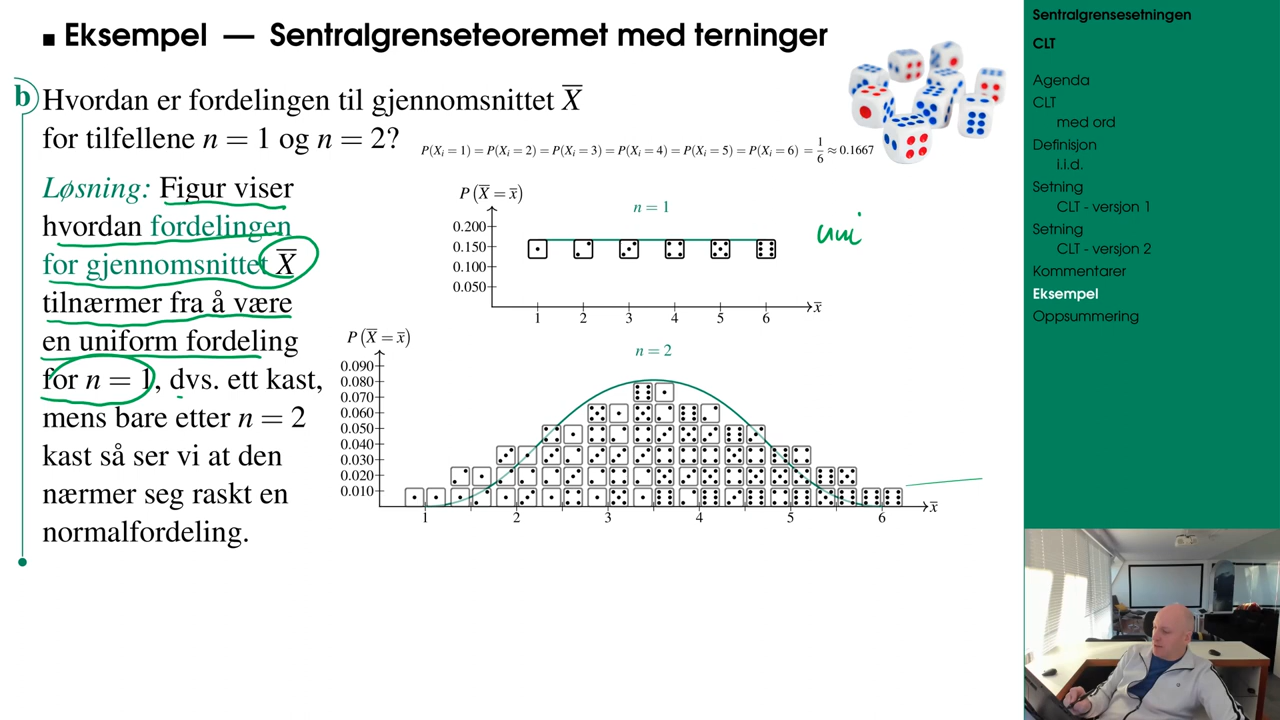 ■ Eksempel — Sentralgrenseteoremet med terninger
b Hvordan er fordelingen til gjennomsnittet X̅
for tilfellene n = 1 og n = 2?
P(Xᵢ = 1) = P(Xᵢ = 2) = P(Xᵢ = 3) = P(Xᵢ = 4) = P(Xᵢ = 5) = P(Xᵢ = 6) = 1/6 ≈ 0.1667
Løsning: Figur viser
hvordan fordelingen
for gjennomsnittet X̅
tilnærmer fra å være
en uniform fordeling
for n = 1, dvs. ett kast,
mens bare etter n = 2
kast så ser vi at den
nærmer seg raskt en
normalfordeling.
P(X̅ = x̅)
n = 1
0.200
0.150
0.100
0.050
1 2 3 4 5 6 x̅
uni
P(X̅ = x̅)
n = 2
0.090
0.080
0.070
0.060
0.050
0.040
0.030
0.020
0.010
1 2 3 4 5 6 x̅
Sentralgrensesetningen
CLT
Agenda
CLT
med ord
Definisjon
i.i.d.
Setning
CLT - versjon 1
Setning
CLT - versjon 2
Kommentarer
Eksempel
Oppsummering